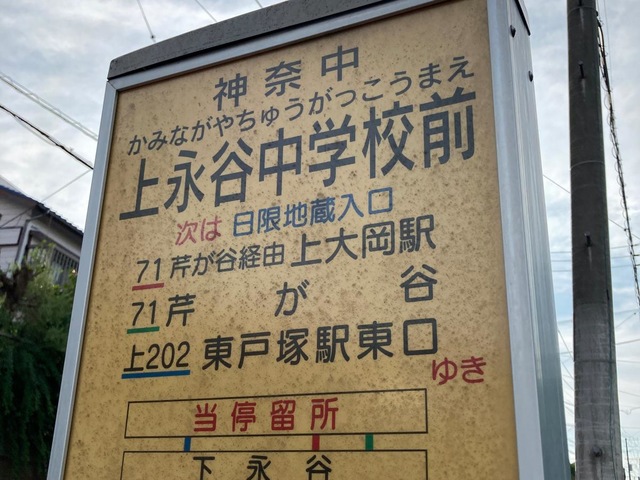 神奈中
かみながやちゅうがっこうまえ
上永谷中学校前
次は 日限地蔵入口
71 芹が谷経由 上大岡駅
71 芹が谷
上202 東戸塚駅東口
ゆき
当停留所
下永谷